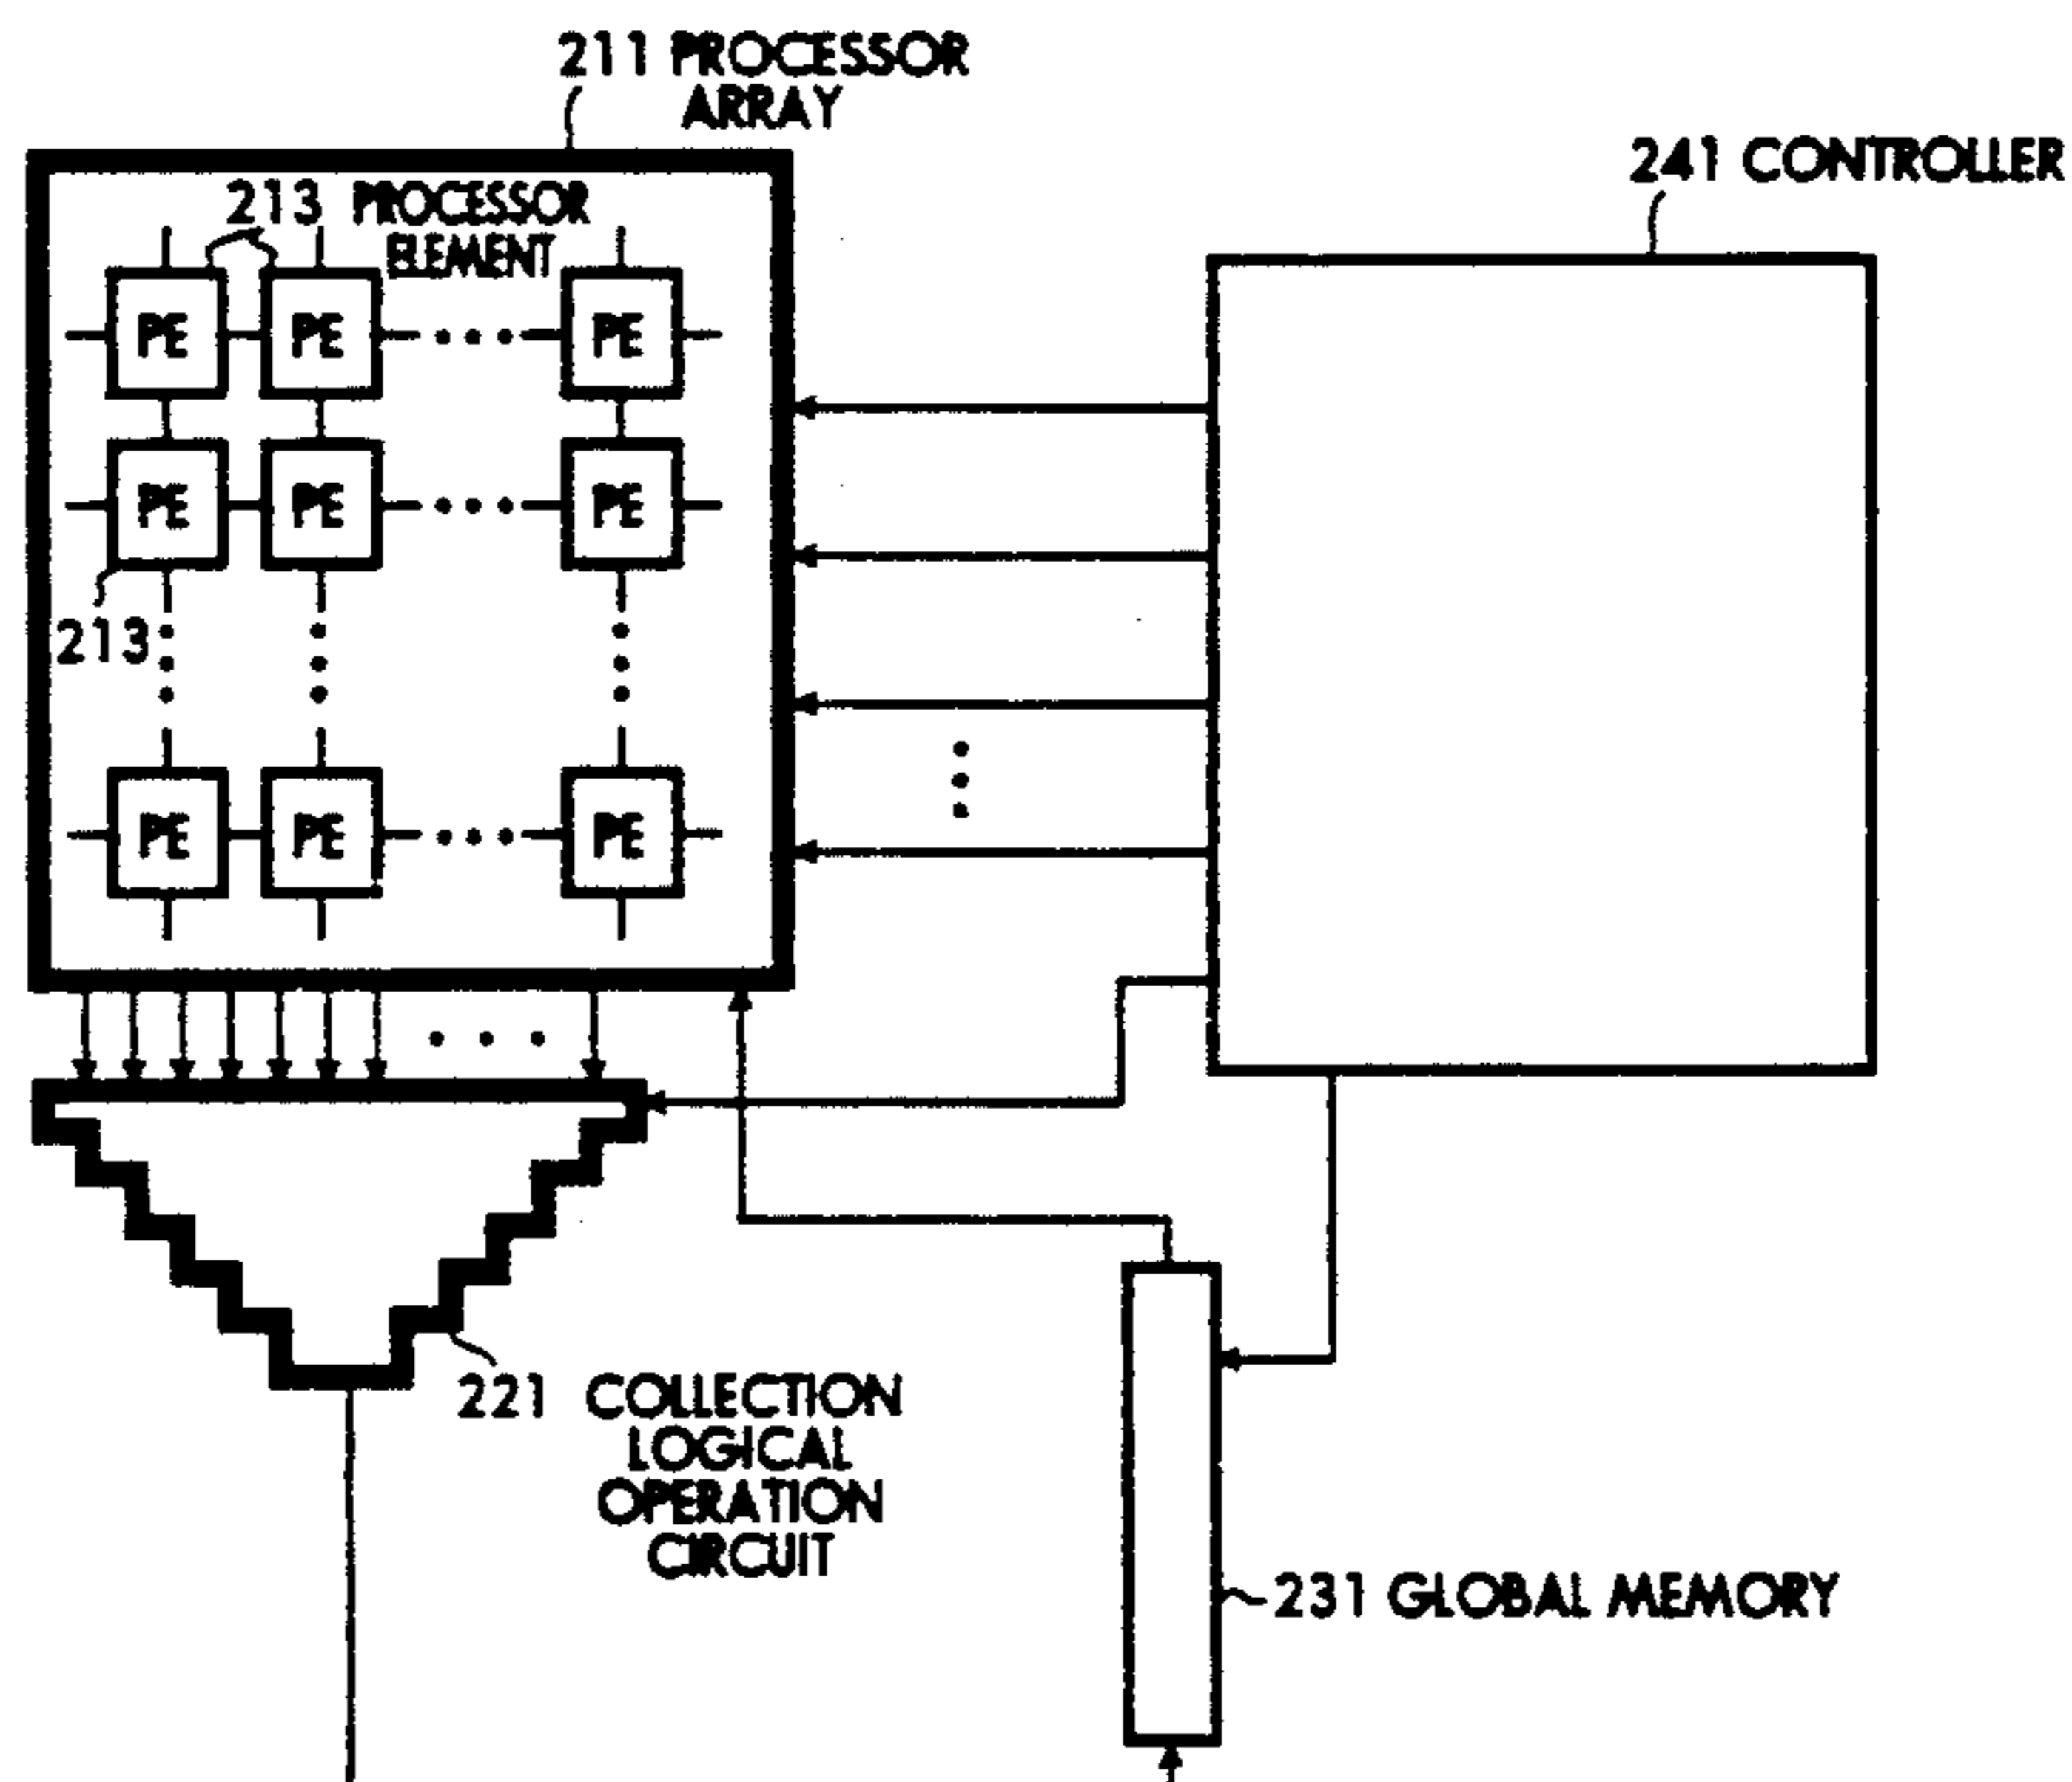 211 PROCESSOR
ARRAY
241 CONTROLLER
213 PROCESSOR
ELEMENT
PE PE PE
PE PE PE
213
PE PE PE
221 COLLECTION
LOGICAL
OPERATION
CIRCUIT
231 GLOBAL MEMORY